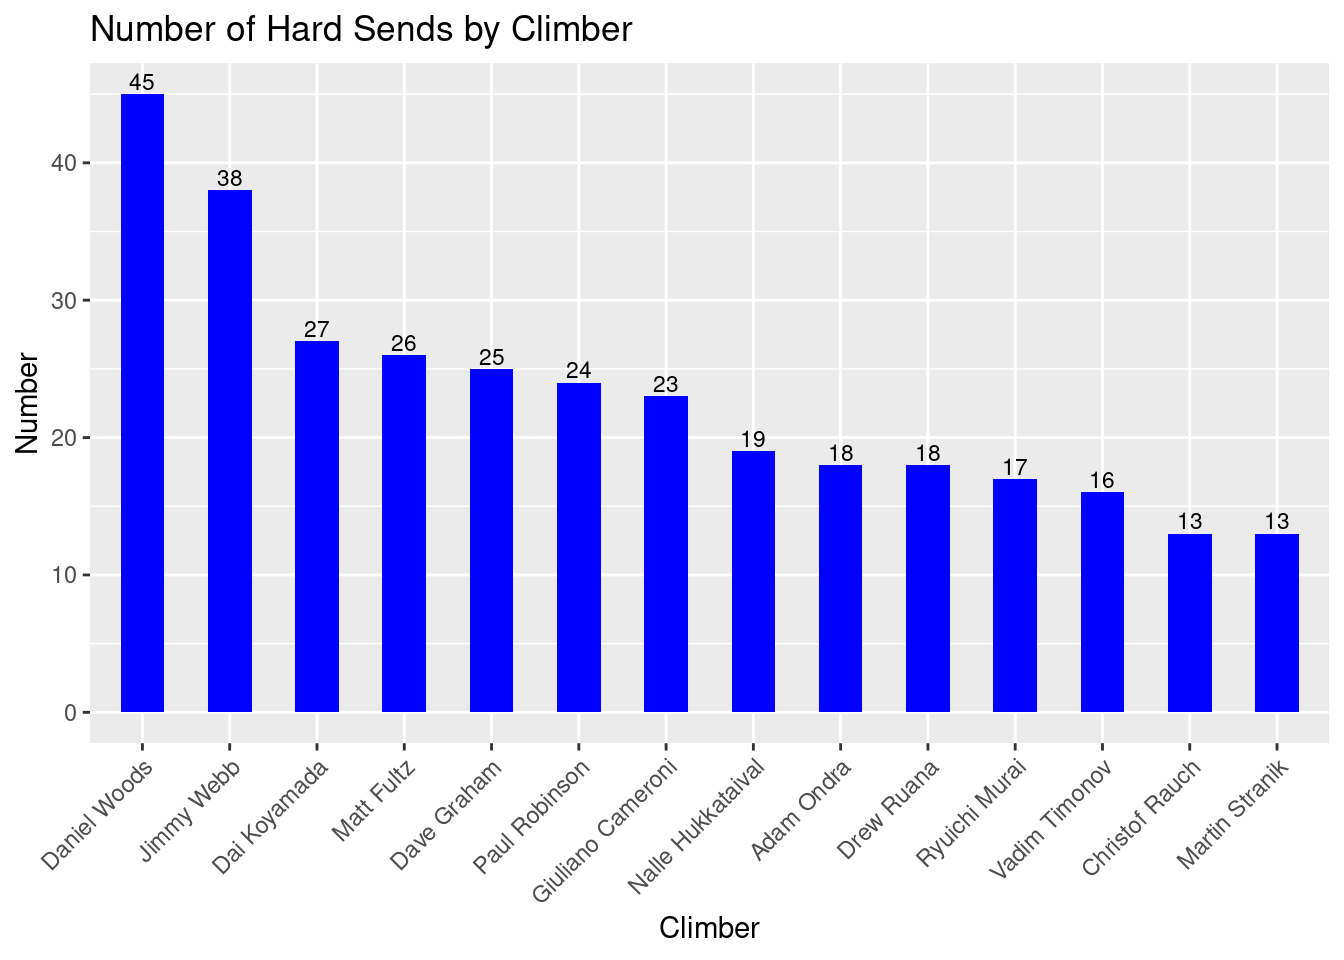 Number of Hard Sends by Climber
Number
40
30
20
10
0
45
38
27
26
25
24
23
19
18
18
17
16
13
13
Daniel Woods
Jimmy Webb
Dai Koyamada
Matt Fultz
Dave Graham
Paul Robinson
Giuliano Cameroni
Nalle Hukkataival
Adam Ondra
Drew Ruana
Ryuichi Murai
Vadim Timonov
Christof Rauch
Martin Stranik
Climber